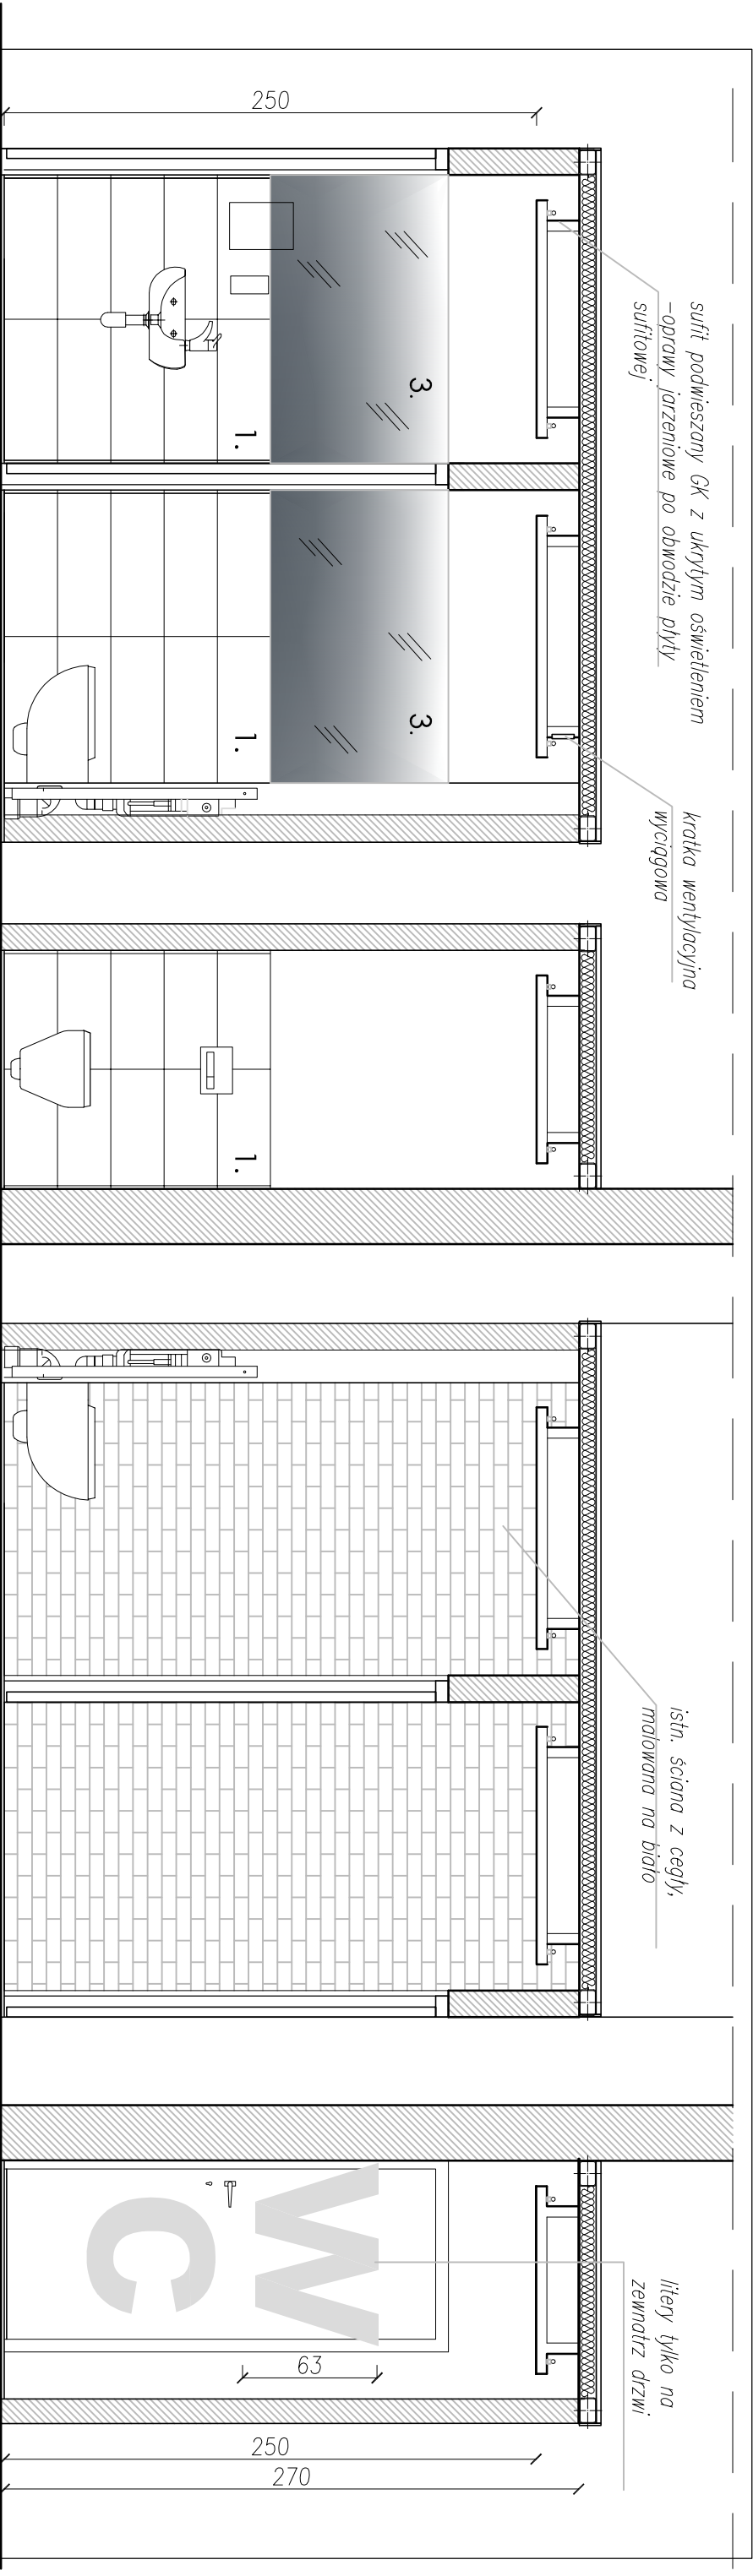 250
sufit podwieszany GK z ukrytym oświetleniem
-oprawy jarzeniowe po obwodzie płyty
sufitowej
3.
1.
3.
1.
kratka wentylacyjna
wyciągowa
1.
istn. ściana z cegły,
malowana na biało
litery tylko na
zewnatrz drzwi
W
C
63
250
270